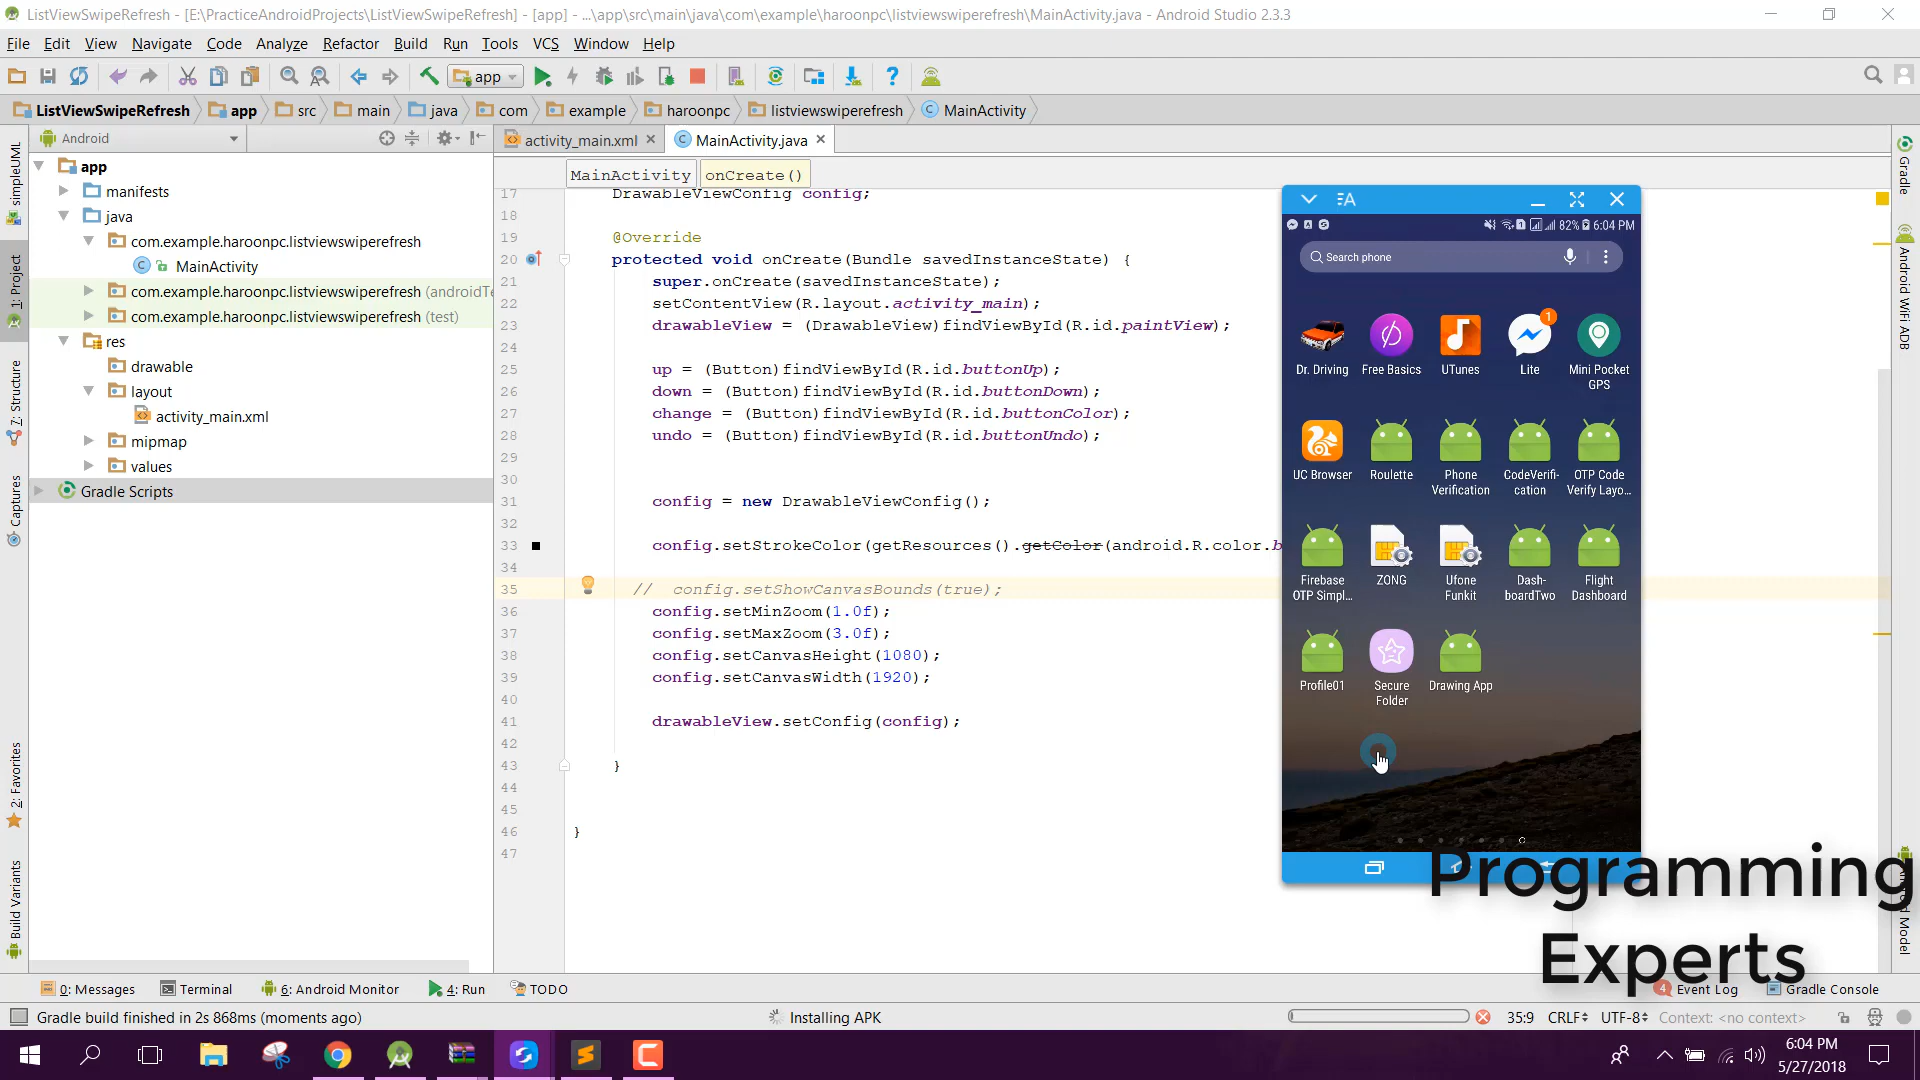 ListViewSwipeRefresh - [E:\PracticeAndroidProjects\ListViewSwipeRefresh] - [app] - ...\app\src\main\java\com\example\haroonpc\listviewswiperefresh\MainActivity.java - Android Studio 2.3.3
File Edit View Navigate Code Analyze Refactor Build Run Tools VCS Window Help
app
ListViewSwipeRefresh app src main java com example haroonpc listviewswiperefresh MainActivity
Android
activity_main.xml MainActivity.java
MainActivity onCreate()
app
manifests
java
com.example.haroonpc.listviewswiperefresh
MainActivity
com.example.haroonpc.listviewswiperefresh (androidTe
com.example.haroonpc.listviewswiperefresh (test)
res
drawable
layout
activity_main.xml
mipmap
values
Gradle Scripts
simpleUML
1: Project
7: Structure
Captures
2: Favorites
Build Variants
17 DrawableViewConfig config;
18
19 @Override
20 protected void onCreate(Bundle savedInstanceState) {
21 super.onCreate(savedInstanceState);
22 setContentView(R.layout.activity_main);
23 drawableView = (DrawableView)findViewById(R.id.paintView);
24
25 up = (Button)findViewById(R.id.buttonUp);
26 down = (Button)findViewById(R.id.buttonDown);
27 change = (Button)findViewById(R.id.buttonColor);
28 undo = (Button)findViewById(R.id.buttonUndo);
29
30
31 config = new DrawableViewConfig();
32
33 config.setStrokeColor(getResources().getColor(android.R.color.b
34
35 // config.setShowCanvasBounds(true);
36 config.setMinZoom(1.0f);
37 config.setMaxZoom(3.0f);
38 config.setCanvasHeight(1080);
39 config.setCanvasWidth(1920);
40
41 drawableView.setConfig(config);
42
43 }
44
45
46 }
47
82% 6:04 PM
Search phone
1
Dr. Driving Free Basics UTunes Lite Mini Pocket GPS
UC Browser Roulette Phone Verification CodeVerifi-cation OTP Code Verify Layo...
Firebase OTP Simpl... ZONG Ufone Funkit Dash-boardTwo Flight Dashboard
Profile01 Secure Folder Drawing App
Gradle
Android WiFi ADB
Model
Programming
Experts
0: Messages Terminal 6: Android Monitor 4: Run TODO 4 Event Log Gradle Console
Gradle build finished in 2s 868ms (moments ago) Installing APK 35:9 CRLF UTF-8 Context: <no context>
6:04 PM
5/27/2018